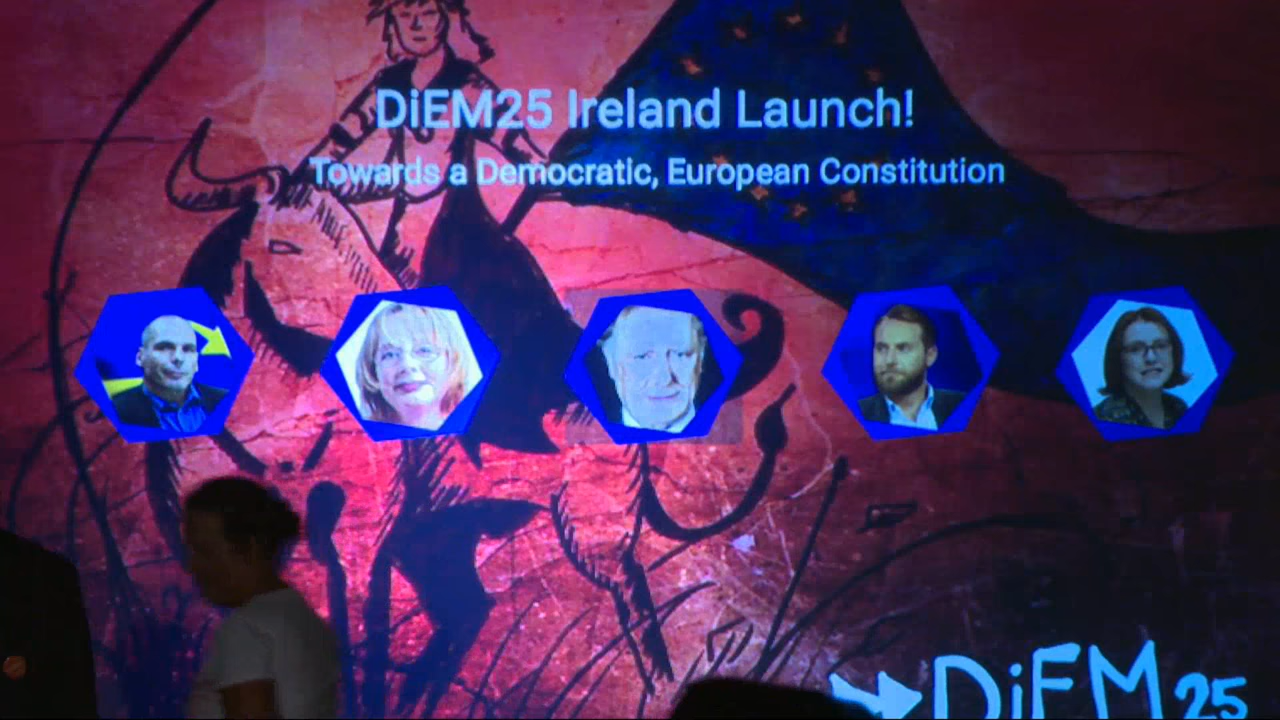 DiEM25 Ireland Launch!
Towards a Democratic, European Constitution
DiEM25